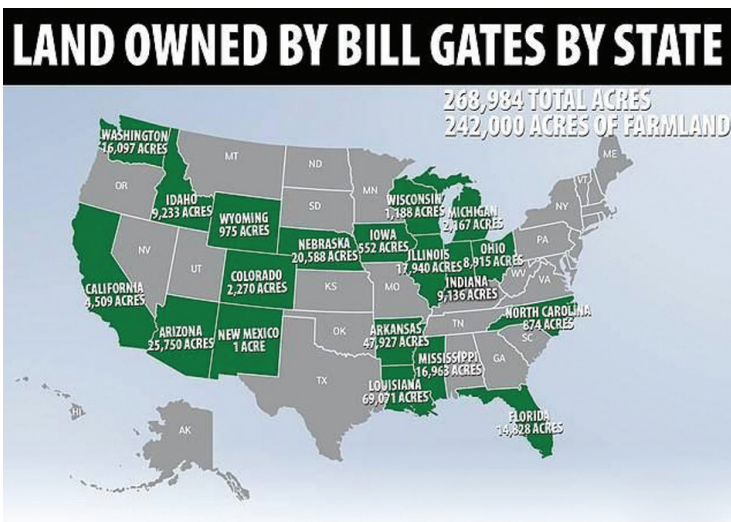 LAND OWNED BY BILL GATES BY STATE
268,984 TOTAL ACRES
242,000 ACRES OF FARMLAND
WASHINGTON
16,097 ACRES
MT
ND
MN
ME
VT
OR
IDAHO
9,233 ACRES
WYOMING
975 ACRES
SD
WISCONSIN
1,188 ACRES
MICHIGAN
2,167 ACRES
NY
NEBRASKA
20,588 ACRES
IOWA
552 ACRES
ILLINOIS
17,940 ACRES
OHIO
8,915 ACRES
PA
NV
UT
COLORADO
2,270 ACRES
KS
MO
INDIANA
9,136 ACRES
WV
VA
CALIFORNIA
4,509 ACRES
ARIZONA
25,750 ACRES
NEW MEXICO
1 ACRE
OK
ARKANSAS
47,927 ACRES
TN
NORTH CAROLINA
874 ACRES
SC
MISSISSIPPI
16,963 ACRES
GA
TX
LOUISIANA
69,071 ACRES
HI
AK
FLORIDA
14,828 ACRES